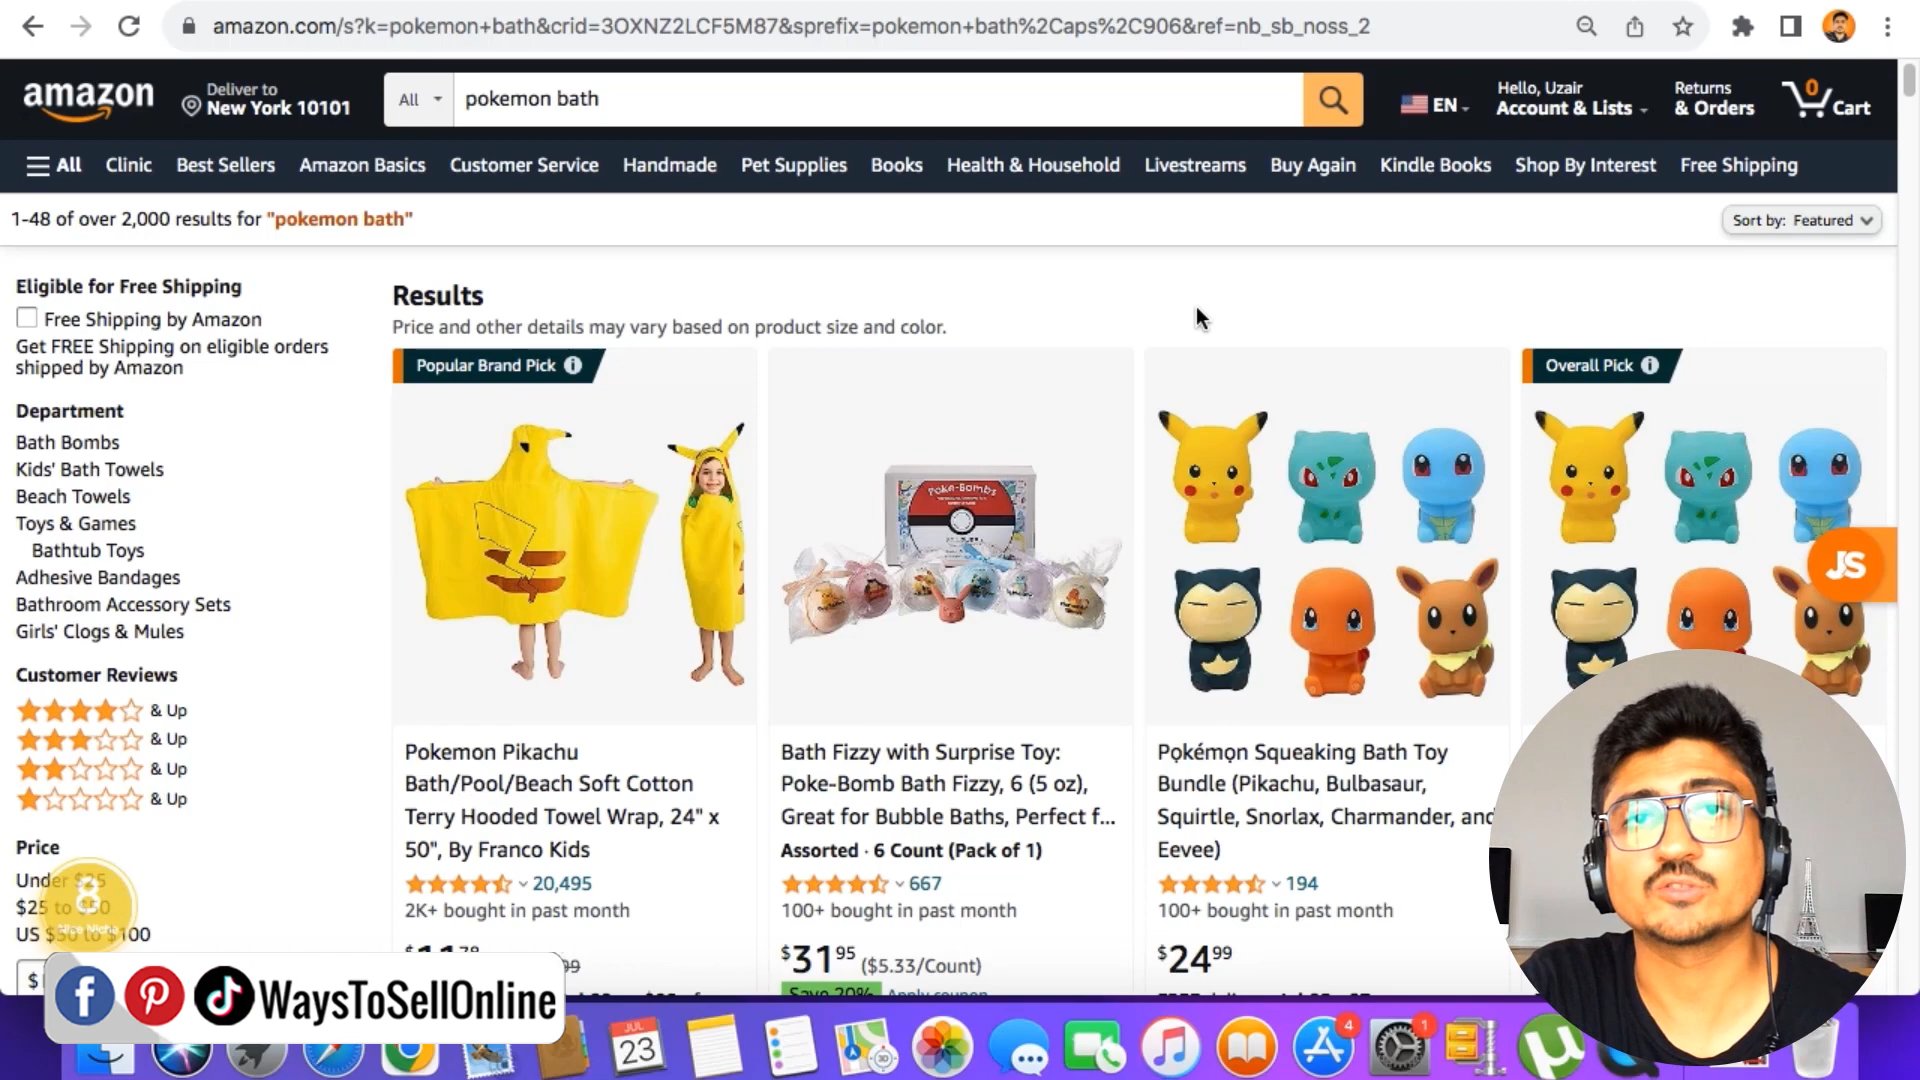 amazon.com/s?k=pokemon+bath&crid=3OXNZ2LCF5M87&sprefix=pokemon+bath%2Caps%2C906&ref=nb_sb_noss_2
amazon
Deliver to
New York 10101
All
pokemon bath
EN
Hello, Uzair
Account & Lists
Returns
& Orders
0
Cart
All Clinic Best Sellers Amazon Basics Customer Service Handmade Pet Supplies Books Health & Household Livestreams Buy Again Kindle Books Shop By Interest Free Shipping
1-48 of over 2,000 results for "pokemon bath"
Sort by: Featured
Eligible for Free Shipping
Free Shipping by Amazon
Get FREE Shipping on eligible orders
shipped by Amazon
Department
Bath Bombs
Kids' Bath Towels
Beach Towels
Toys & Games
Bathtub Toys
Adhesive Bandages
Bathroom Accessory Sets
Girls' Clogs & Mules
Customer Reviews
& Up
& Up
& Up
& Up
Price
Under $25
$25 to $50
US $50 to $100
$
8
Results
Price and other details may vary based on product size and color.
Popular Brand Pick
Pokemon Pikachu
Bath/Pool/Beach Soft Cotton
Terry Hooded Towel Wrap, 24" x
50", By Franco Kids
20,495
2K+ bought in past month
Poke-Bombs
Bath Fizzy with Surprise Toy:
Poke-Bomb Bath Fizzy, 6 (5 oz),
Great for Bubble Baths, Perfect f...
Assorted · 6 Count (Pack of 1)
667
100+ bought in past month
$31.95 ($5.33/Count)
Save 20% Apply coupon
Pọkémọn Squeaking Bath Toy
Bundle (Pikachu, Bulbasaur,
Squirtle, Snorlax, Charmander, and
Eevee)
194
100+ bought in past month
$24.99
Overall Pick
JS
WaysToSellOnline
JUL
23
3D
4
1